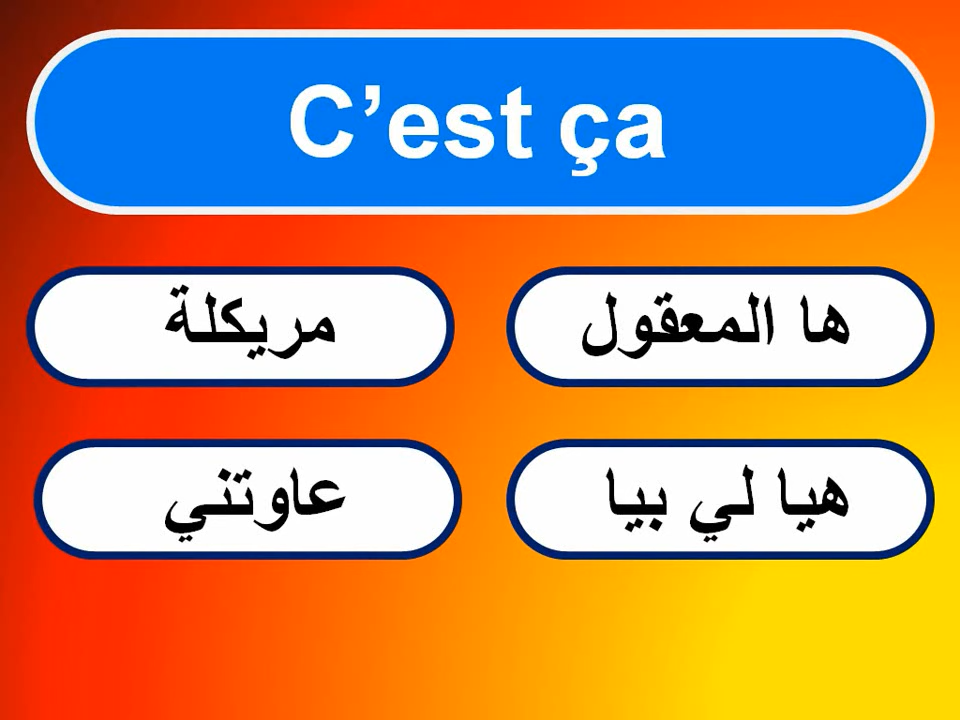 C’est ça
ها المعقول
مريكلة
هيا لي بيا
عاوتني